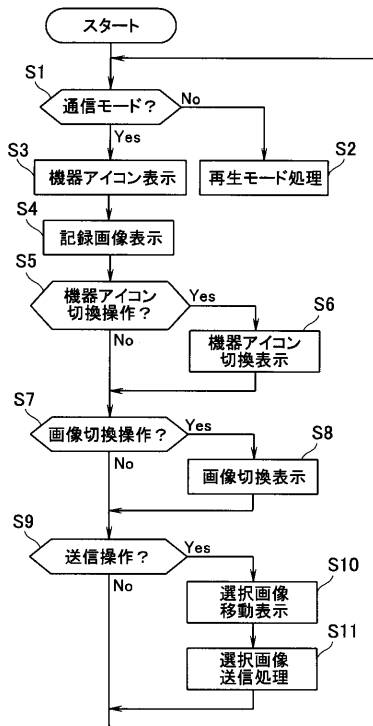 スタート
S1
通信モード?
No
Yes
S3
機器アイコン表示
S2
再生モード処理
S4
記録画像表示
S5
機器アイコン
切換操作?
Yes
No
S6
機器アイコン
切換表示
S7
画像切換操作?
Yes
No
S8
画像切換表示
S9
送信操作?
Yes
No
S10
選択画像
移動表示
S11
選択画像
送信処理